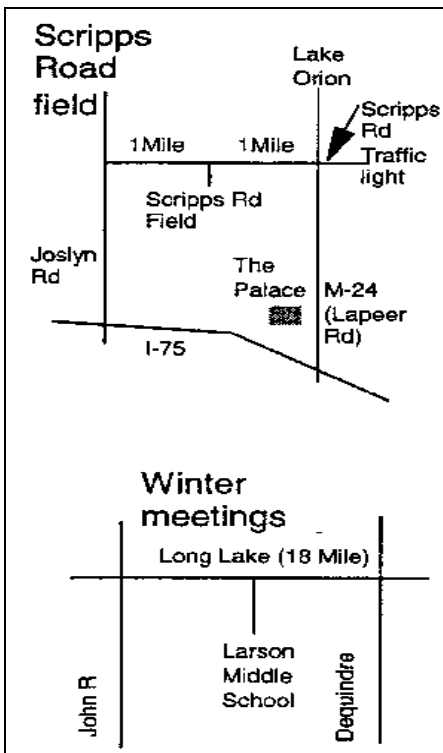 Scripps
Road
field
Lake
Orion
Scripps
Rd
Traffic
light
1 Mile
1 Mile
Scripps Rd
Field
Joslyn
Rd
The
Palace
M-24
(Lapeer
Rd)
I-75
Winter
meetings
Long Lake (18 Mile)
John R
Larson
Middle
School
Dequindre